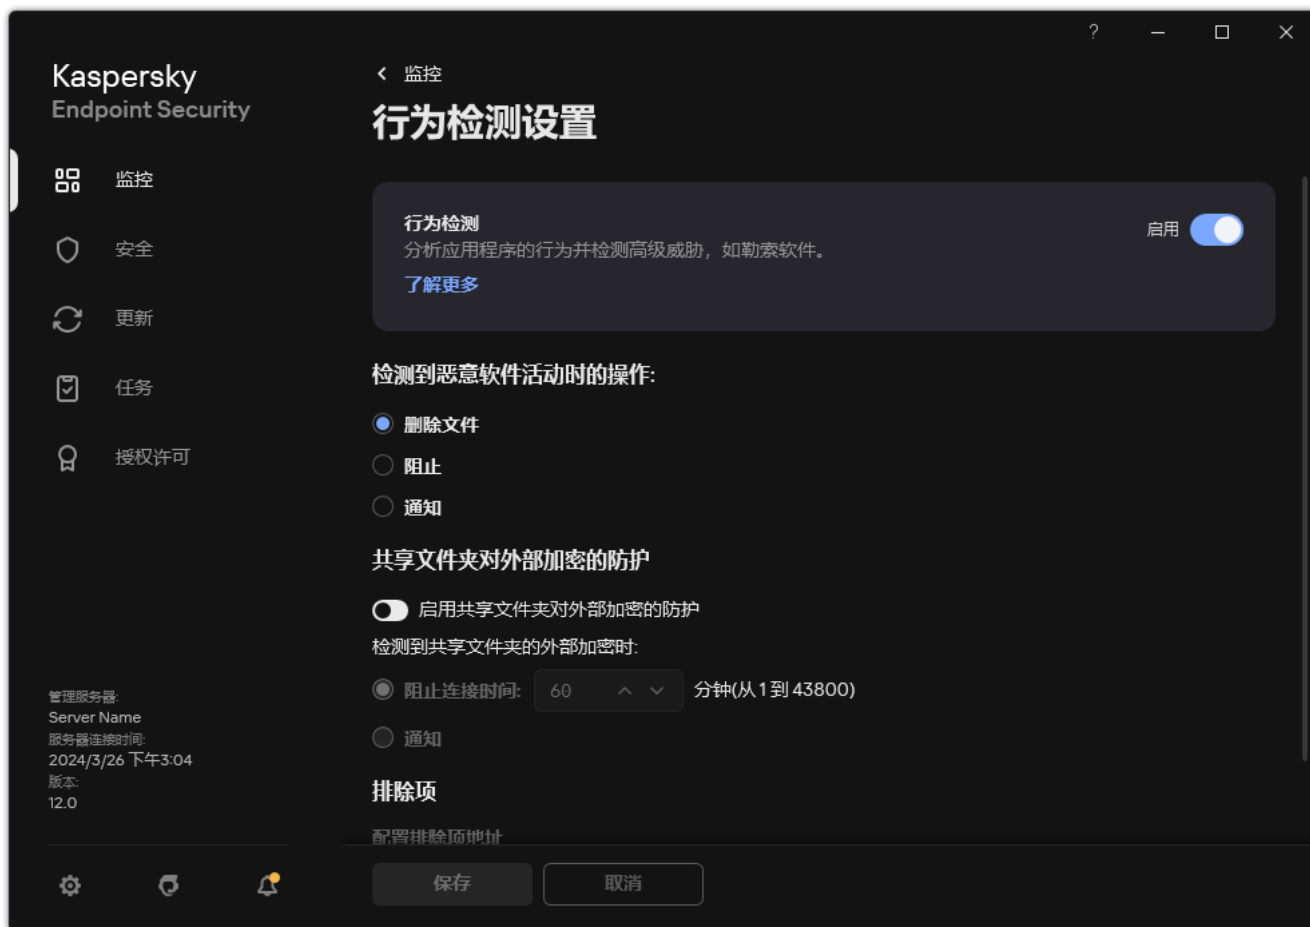 ?
Kaspersky
Endpoint Security
监控
安全
更新
任务
授权许可
管理服务器:
Server Name
服务器连接时间:
2024/3/26 下午3:04
版本:
12.0
监控
行为检测设置
行为检测
分析应用程序的行为并检测高级威胁，如勒索软件。
了解更多
启用
检测到恶意软件活动时的操作:
删除文件
阻止
通知
共享文件夹对外部加密的防护
启用共享文件夹对外部加密的防护
检测到共享文件夹的外部加密时:
阻止连接时间: 60 分钟(从 1 到 43800)
通知
排除项
配置排除项地址
保存 取消